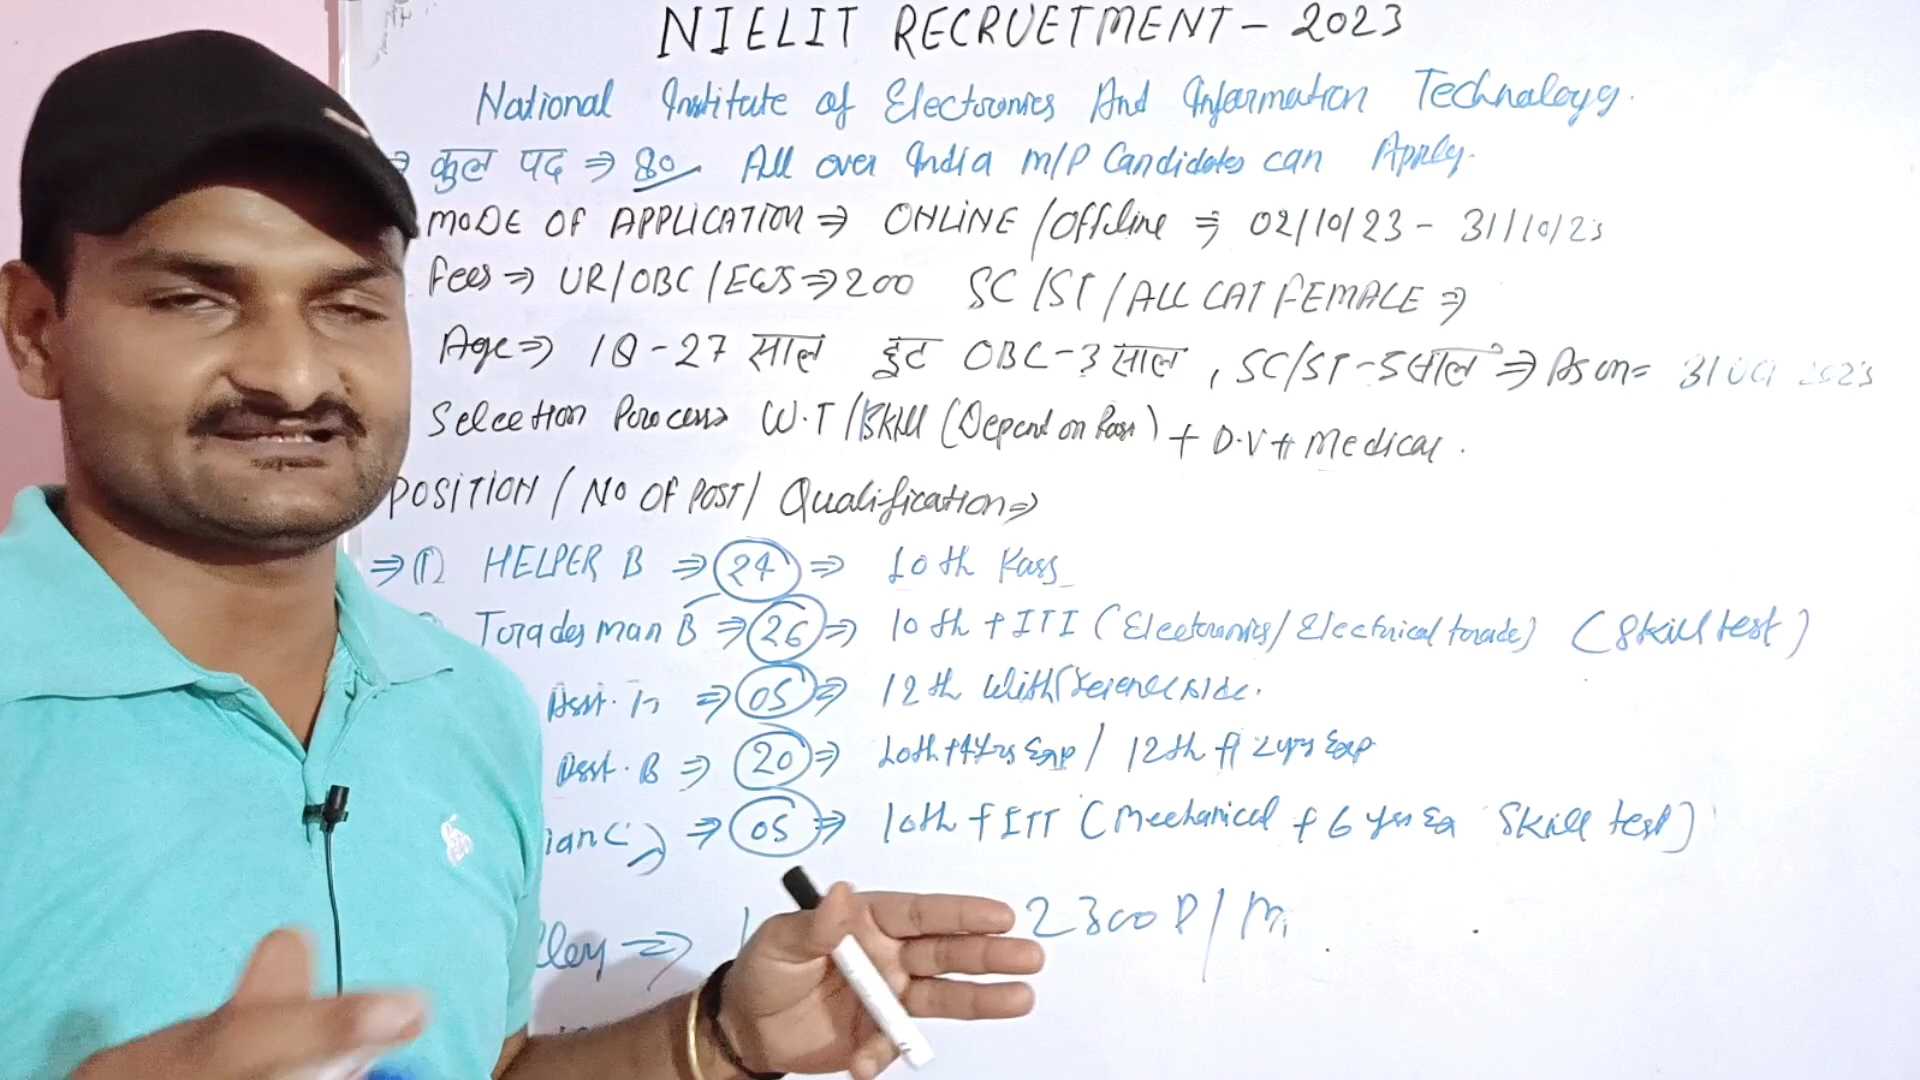 NIELIT RECRUETMENT - 2023
National Institute of Electronics And Information Technology.
⇒ कुल पद ⇒ 80 All over India M/P Candidates can Apply.
MODE OF APPLICATION ⇒ ONLINE / Offline ⇒ 02/10/23 - 31/10/23
Fees ⇒ UR/OBC/EWS ⇒ 200 SC/ST/ALL CAT FEMALE ⇒
Age ⇒ 18-27 साल छूट OBC-3 साल, SC/ST-5 साल ⇒ As on = 31 Oct 2023
Selection Process W.T/Skill (Depend on Post) + D.V + Medical.
POSITION / No OF POST / Qualification ⇒
⇒ ① HELPER B ⇒ 24 ⇒ 10th Pass
Tradesman B ⇒ 26 ⇒ 10th + ITI (Electronics/Electrical trade) (Skill test)
Asst. ⇒ 05 ⇒ 12th With Science side.
Asst. B ⇒ 20 ⇒ 10th + 4 yrs Exp / 12th + 2 yrs Exp
ian C ⇒ 05 ⇒ 10th + ITI (Mechanical + 6 yrs Ex Skill test)
⇒ 2300 P/M